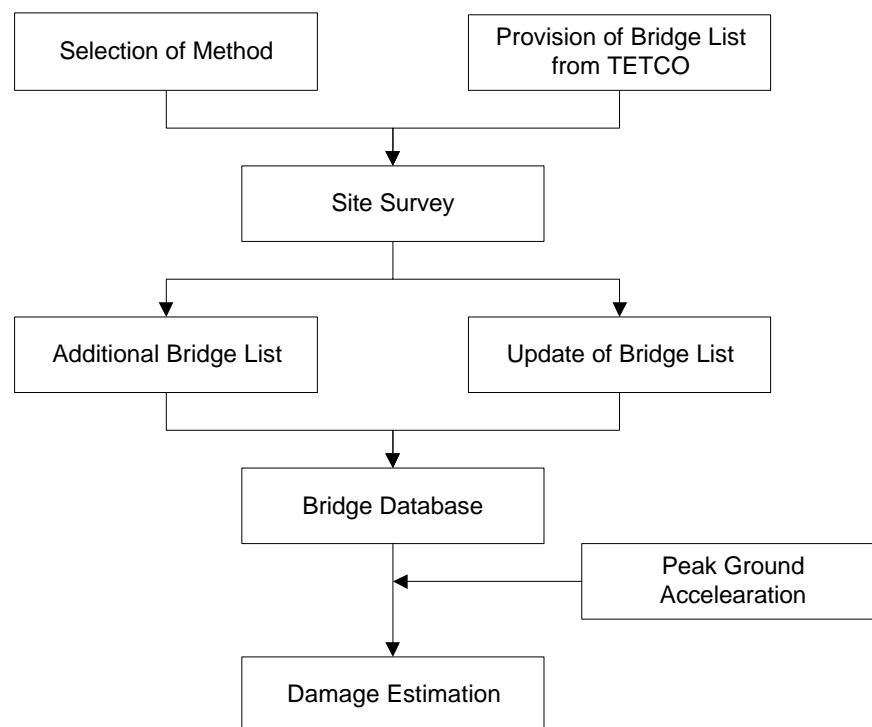 Selection of Method
Provision of Bridge List
from TETCO
Site Survey
Additional Bridge List
Update of Bridge List
Bridge Database
Peak Ground
Accelearation
Damage Estimation